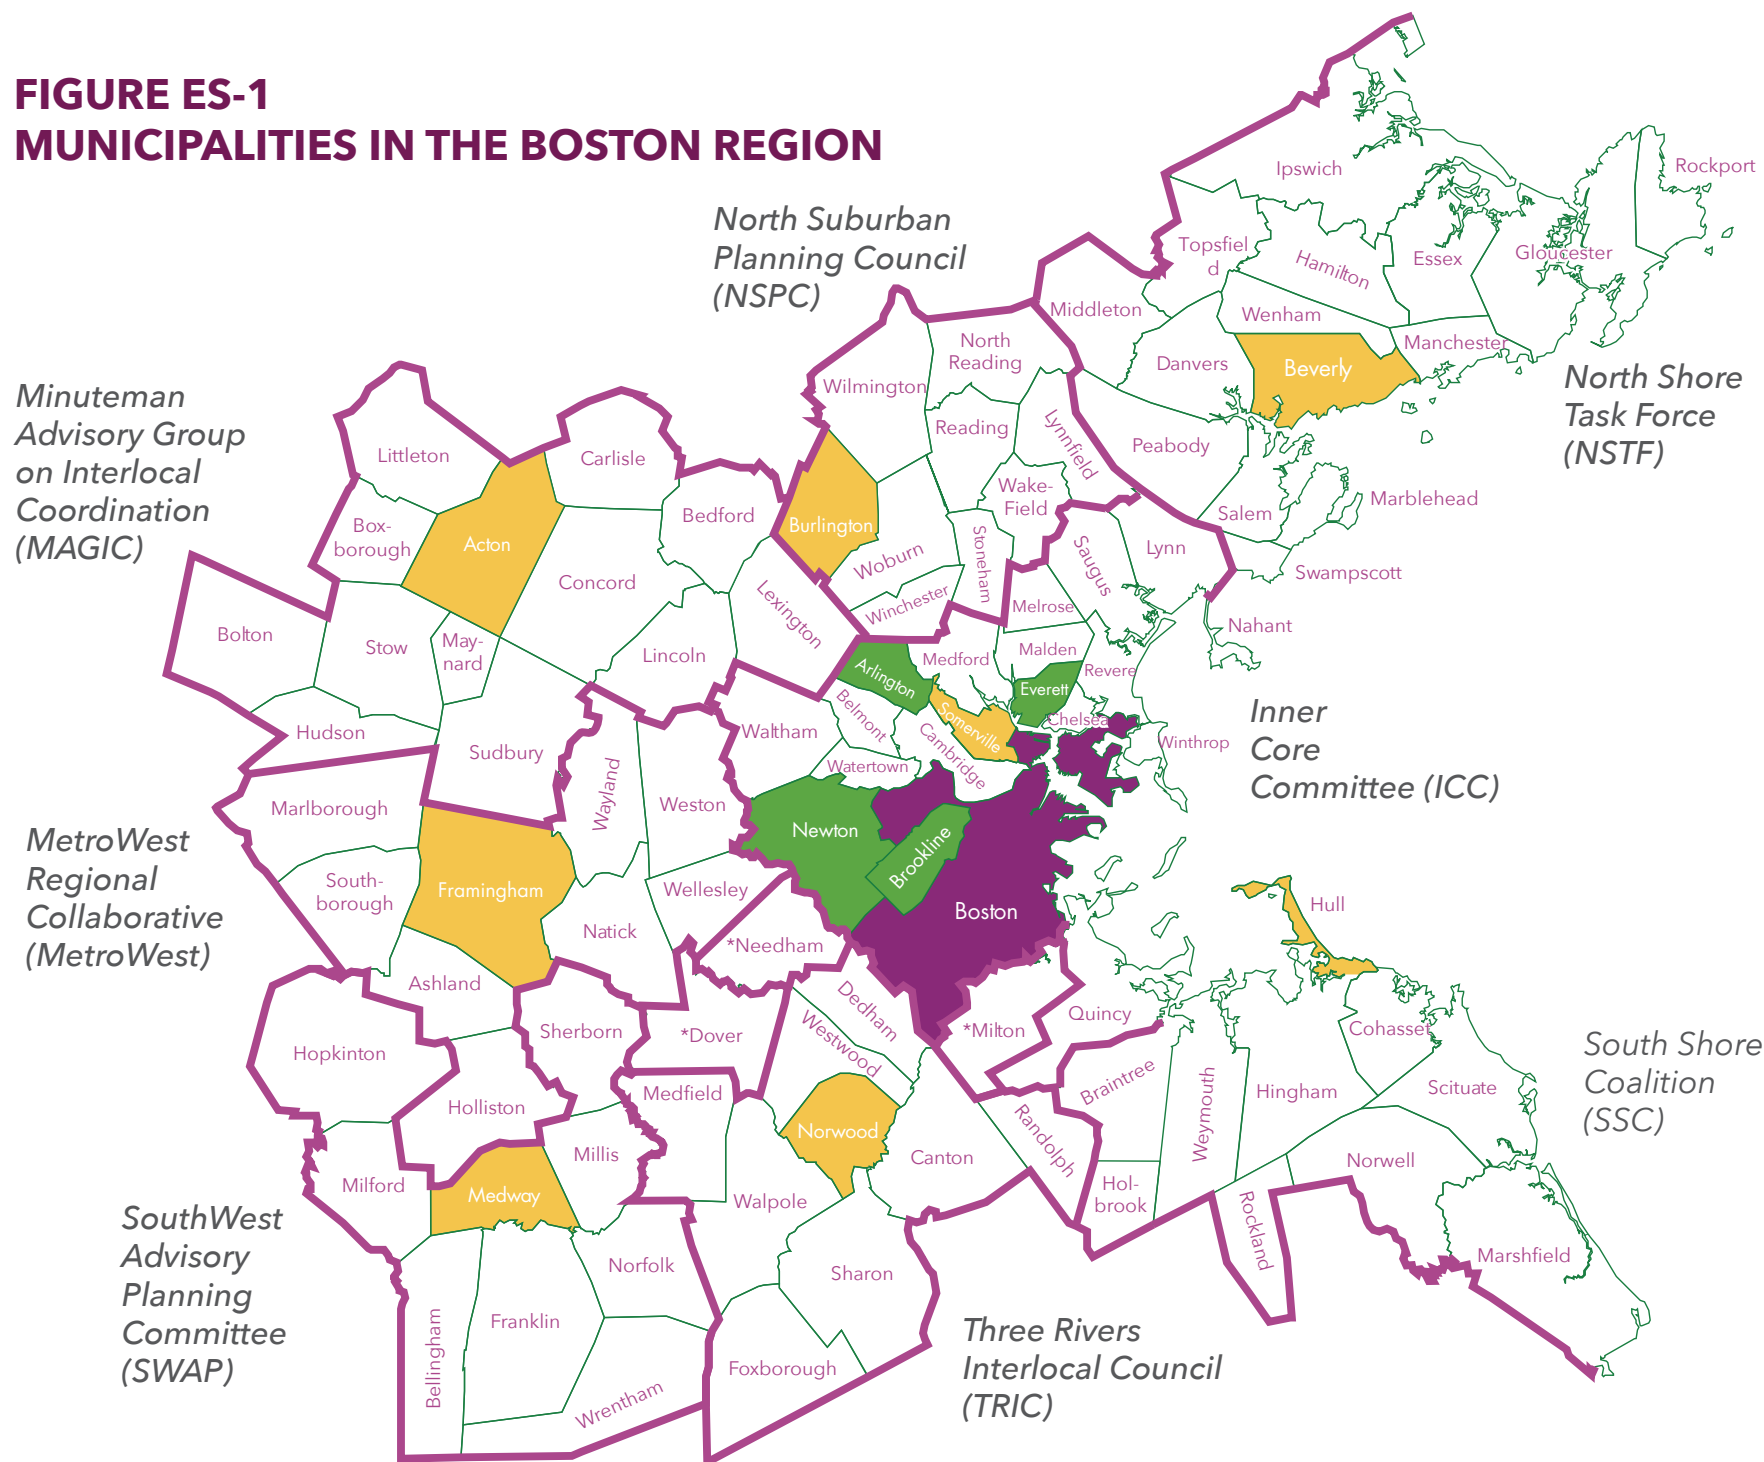 FIGURE ES-1
MUNICIPALITIES IN THE BOSTON REGION
North Suburban
Planning Council
(NSPC)
Minuteman
Advisory Group
on Interlocal
Coordination
(MAGIC)
North Shore
Task Force
(NSTF)
Inner
Core
Committee (ICC)
MetroWest
Regional
Collaborative
(MetroWest)
South Shore
Coalition
(SSC)
SouthWest
Advisory
Planning
Committee
(SWAP)
Three Rivers
Interlocal Council
(TRIC)
Ipswich
Rockport
Topsfiel
d
Hamilton
Essex
Gloucester
Middleton
Wenham
Manchester
Danvers
Beverly
Peabody
Salem
Marblehead
Swampscott
Nahant
North
Reading
Wilmington
Reading
Lynnfield
Wake-
Field
Burlington
Woburn
Stoneham
Winchester
Saugus
Lynn
Melrose
Malden
Medford
Revere
Everett
Chelsea
Winthrop
Arlington
Somerville
Belmont
Cambridge
Waltham
Watertown
Newton
Brookline
Boston
Littleton
Carlisle
Box-
borough
Acton
Bedford
Concord
Lexington
Bolton
Stow
May-
nard
Lincoln
Hudson
Sudbury
Marlborough
Wayland
Weston
South-
borough
Framingham
Natick
Wellesley
Ashland
*Needham
Hopkinton
Sherborn
*Dover
Holliston
Medfield
Westwood
Dedham
*Milton
Quincy
Milford
Medway
Millis
Norwood
Canton
Randolph
Braintree
Weymouth
Hingham
Hull
Cohasset
Scituate
Hol-
brook
Norwell
Rockland
Marshfield
Walpole
Norfolk
Sharon
Bellingham
Franklin
Wrentham
Foxborough